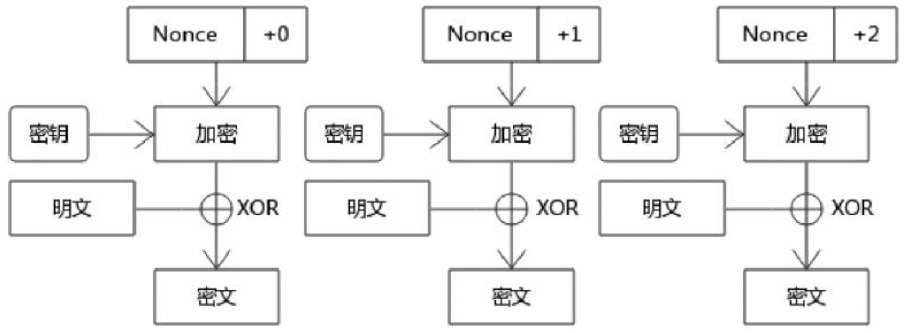 Nonce +0 Nonce +1 Nonce +2
密钥 加密 密钥 加密 密钥 加密
明文 XOR 明文 XOR 明文 XOR
密文 密文 密文